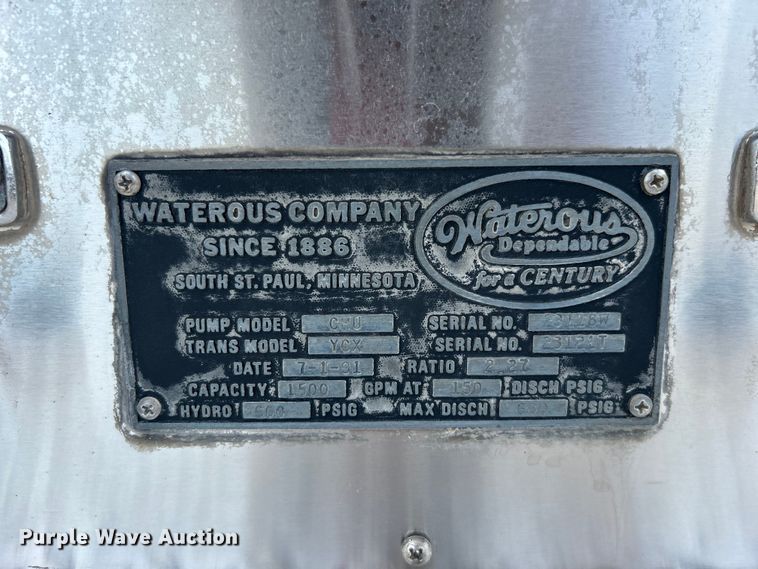 WATEROUS COMPANY
SINCE 1886
SOUTH ST. PAUL, MINNESOTA
Waterous
Dependable
for a CENTURY
PUMP MODEL CMU SERIAL NO.
TRANS MODEL YCX SERIAL NO.
DATE 7-1-91 RATIO 2.27
CAPACITY 1500 GPM AT 150 DISCH PSIG
HYDRO PSIG MAX DISCH PSIG
Purple Wave Auction